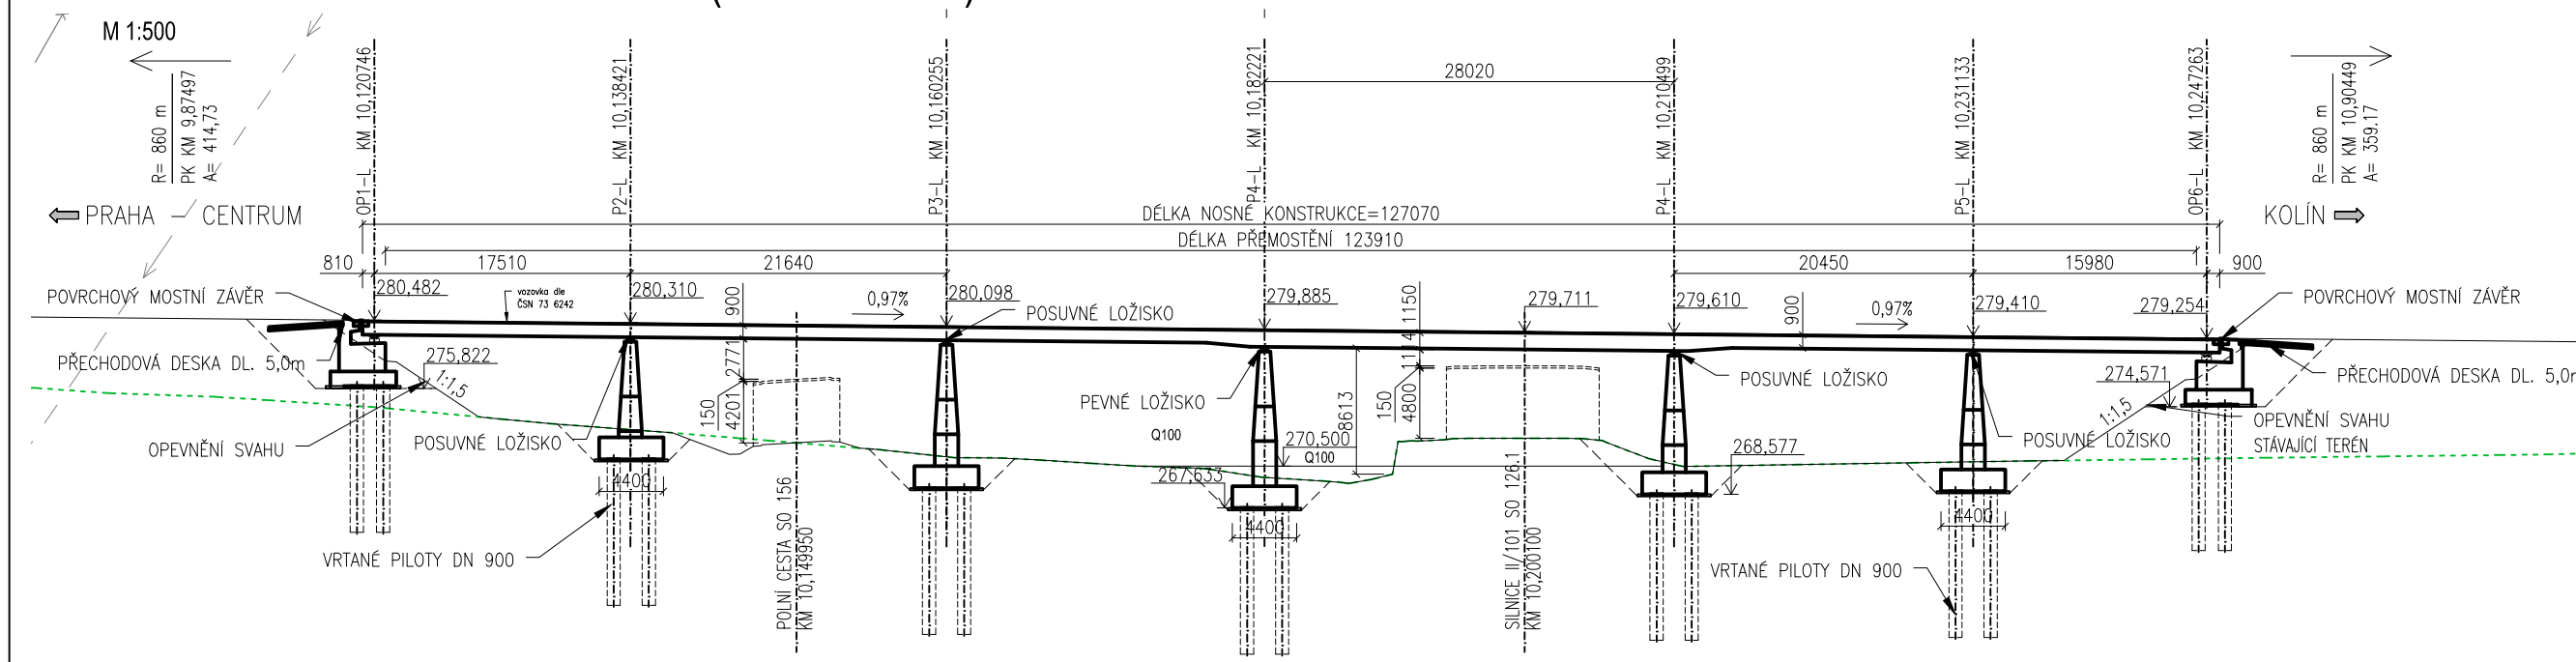 M 1:500
R= 860 m
PK KM 9,87497
A= 414,73
OP1-L KM 10,120746
P2-L KM 10,138421
P3-L KM 10,160255
P4-L KM 10,182221
P4-L KM 10,210499
P5-L KM 10,231133
OP6-L KM 10,247263
R= 860 m
PK KM 10,90449
A= 359.17
28020
PRAHA - CENTRUM
KOLÍN
DÉLKA NOSNÉ KONSTRUKCE=127070
DÉLKA PŘEMOSTĚNÍ 123910
810
17510
21640
20450
15980
900
POVRCHOVÝ MOSTNÍ ZÁVĚR
280,482
vozovka dle
ČSN 73 6242
280,310
900
0,97%
280,098
POSUVNÉ LOŽISKO
279,885
1150
279,711
279,610
900
0,97%
279,410
279,254
POVRCHOVÝ MOSTNÍ ZÁVĚR
PŘECHODOVÁ DESKA DL. 5,0m
275,822
1:1,5
2771
150
4201
1141
150
4800
8613
PEVNÉ LOŽISKO
POSUVNÉ LOŽISKO
274,571
1:1,5
PŘECHODOVÁ DESKA DL. 5,0m
OPEVNĚNÍ SVAHU
POSUVNÉ LOŽISKO
Q100
270,500
Q100
267,633
268,577
POSUVNÉ LOŽISKO
OPEVNĚNÍ SVAHU
STÁVAJÍCÍ TERÉN
4400
4400
4400
VRTANÉ PILOTY DN 900
POLNÍ CESTA SO 156
KM 10,149950
SILNICE II/101 SO 126.1
KM 10,200100
VRTANÉ PILOTY DN 900